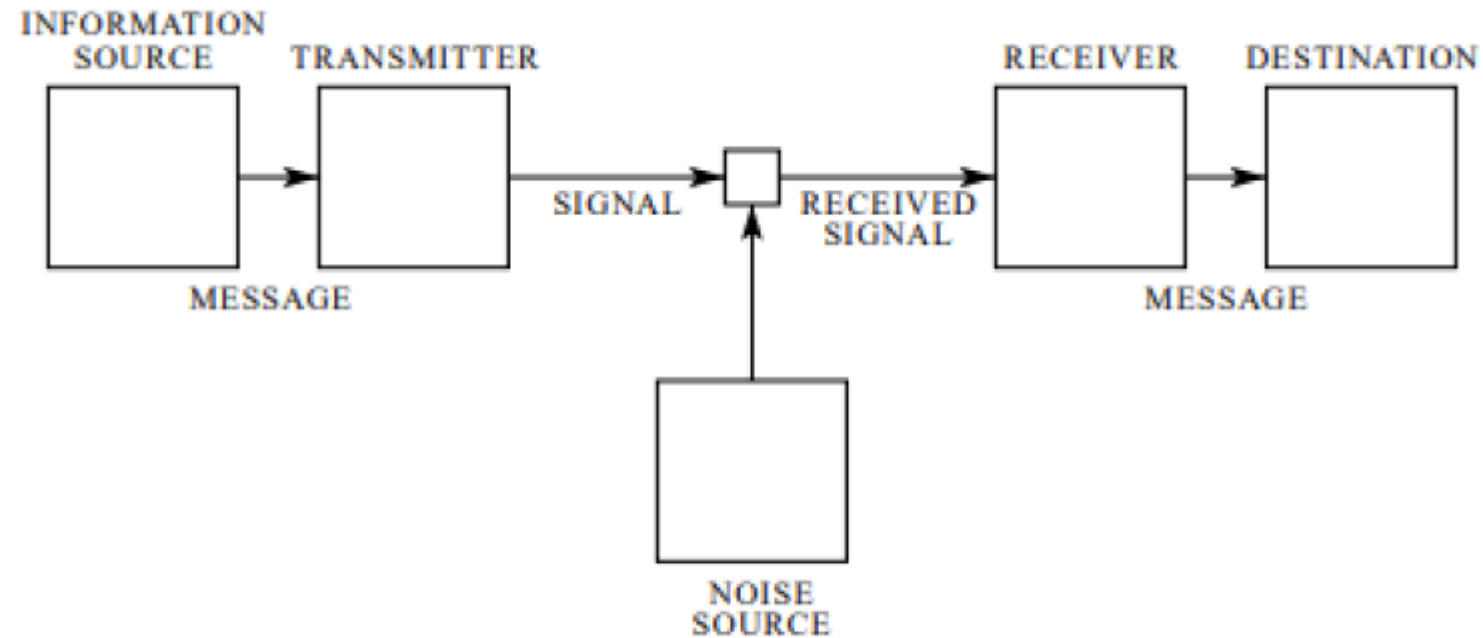 INFORMATION
SOURCE
TRANSMITTER
RECEIVER
DESTINATION
SIGNAL
RECEIVED
SIGNAL
MESSAGE
MESSAGE
NOISE
SOURCE